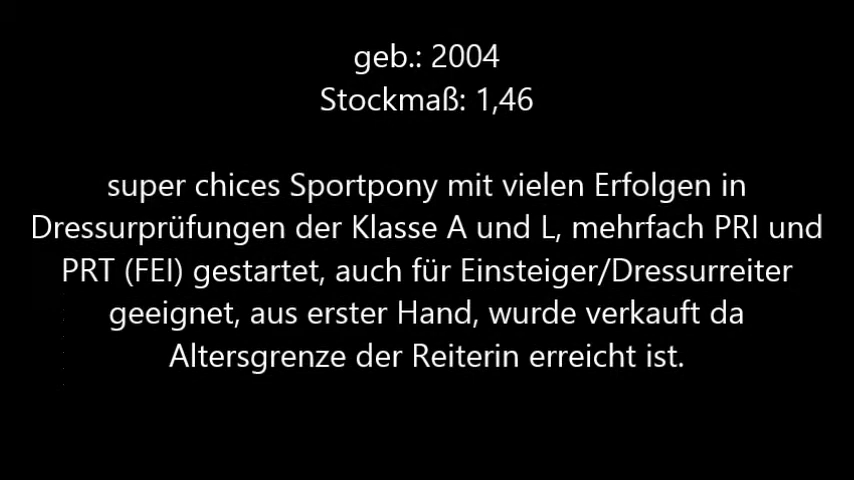 geb.: 2004
Stockmaß: 1,46
super chices Sportpony mit vielen Erfolgen in
Dressurprüfungen der Klasse A und L, mehrfach PRI und
PRT (FEI) gestartet, auch für Einsteiger/Dressurreiter
geeignet, aus erster Hand, wurde verkauft da
Altersgrenze der Reiterin erreicht ist.